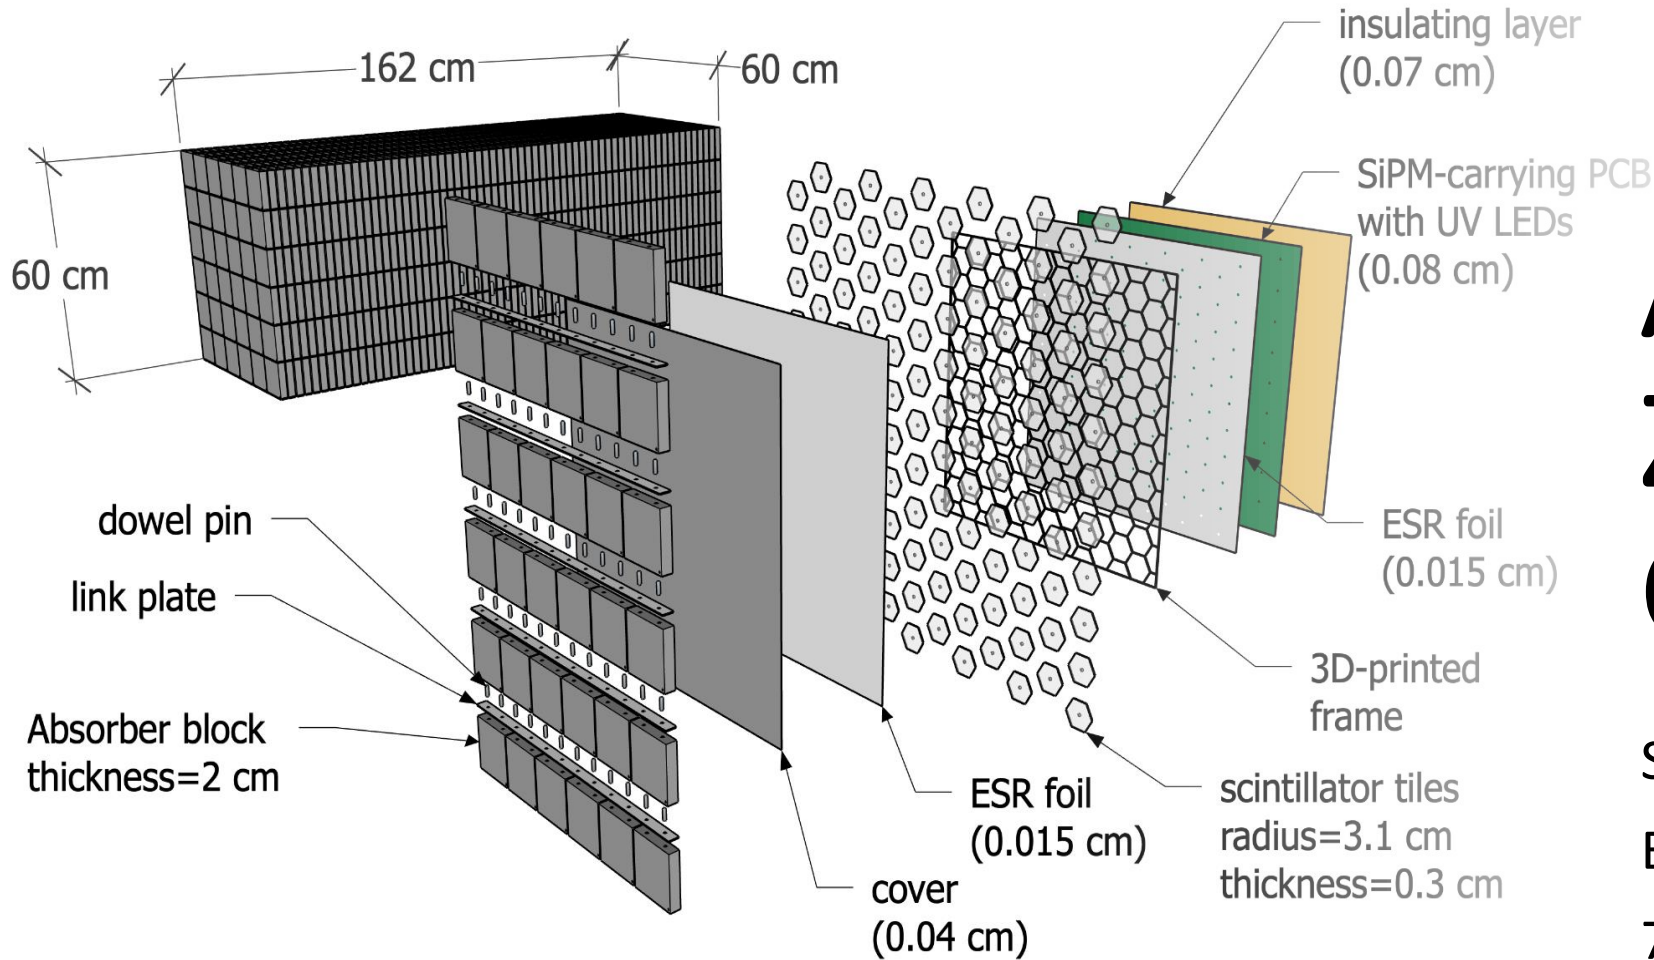 insulating layer
(0.07 cm)
162 cm
60 cm
SiPM-carrying PCB
with UV LEDs
(0.08 cm)
60 cm
dowel pin
ESR foil
(0.015 cm)
link plate
3D-printed
frame
Absorber block
thickness=2 cm
ESR foil
(0.015 cm)
scintillator tiles
radius=3.1 cm
thickness=0.3 cm
cover
(0.04 cm)